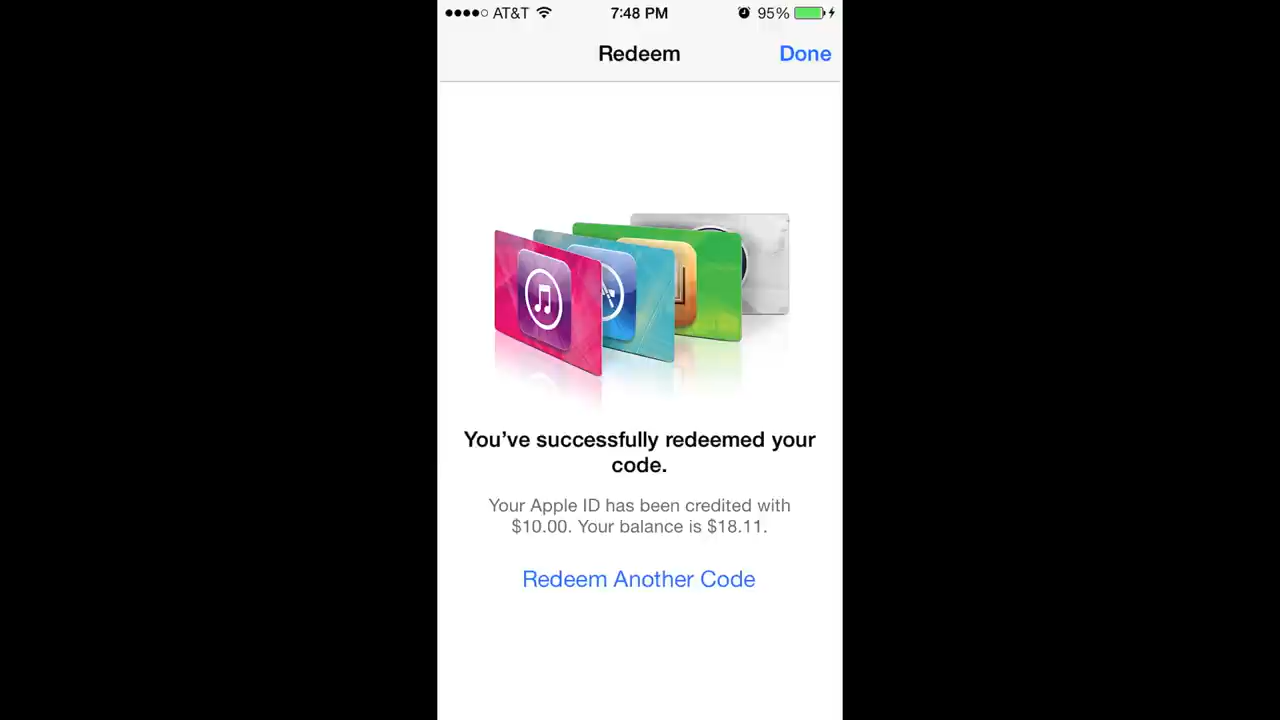 AT&T 7:48 PM 95%
Redeem Done
You’ve successfully redeemed your
code.
Your Apple ID has been credited with
$10.00. Your balance is $18.11.
Redeem Another Code